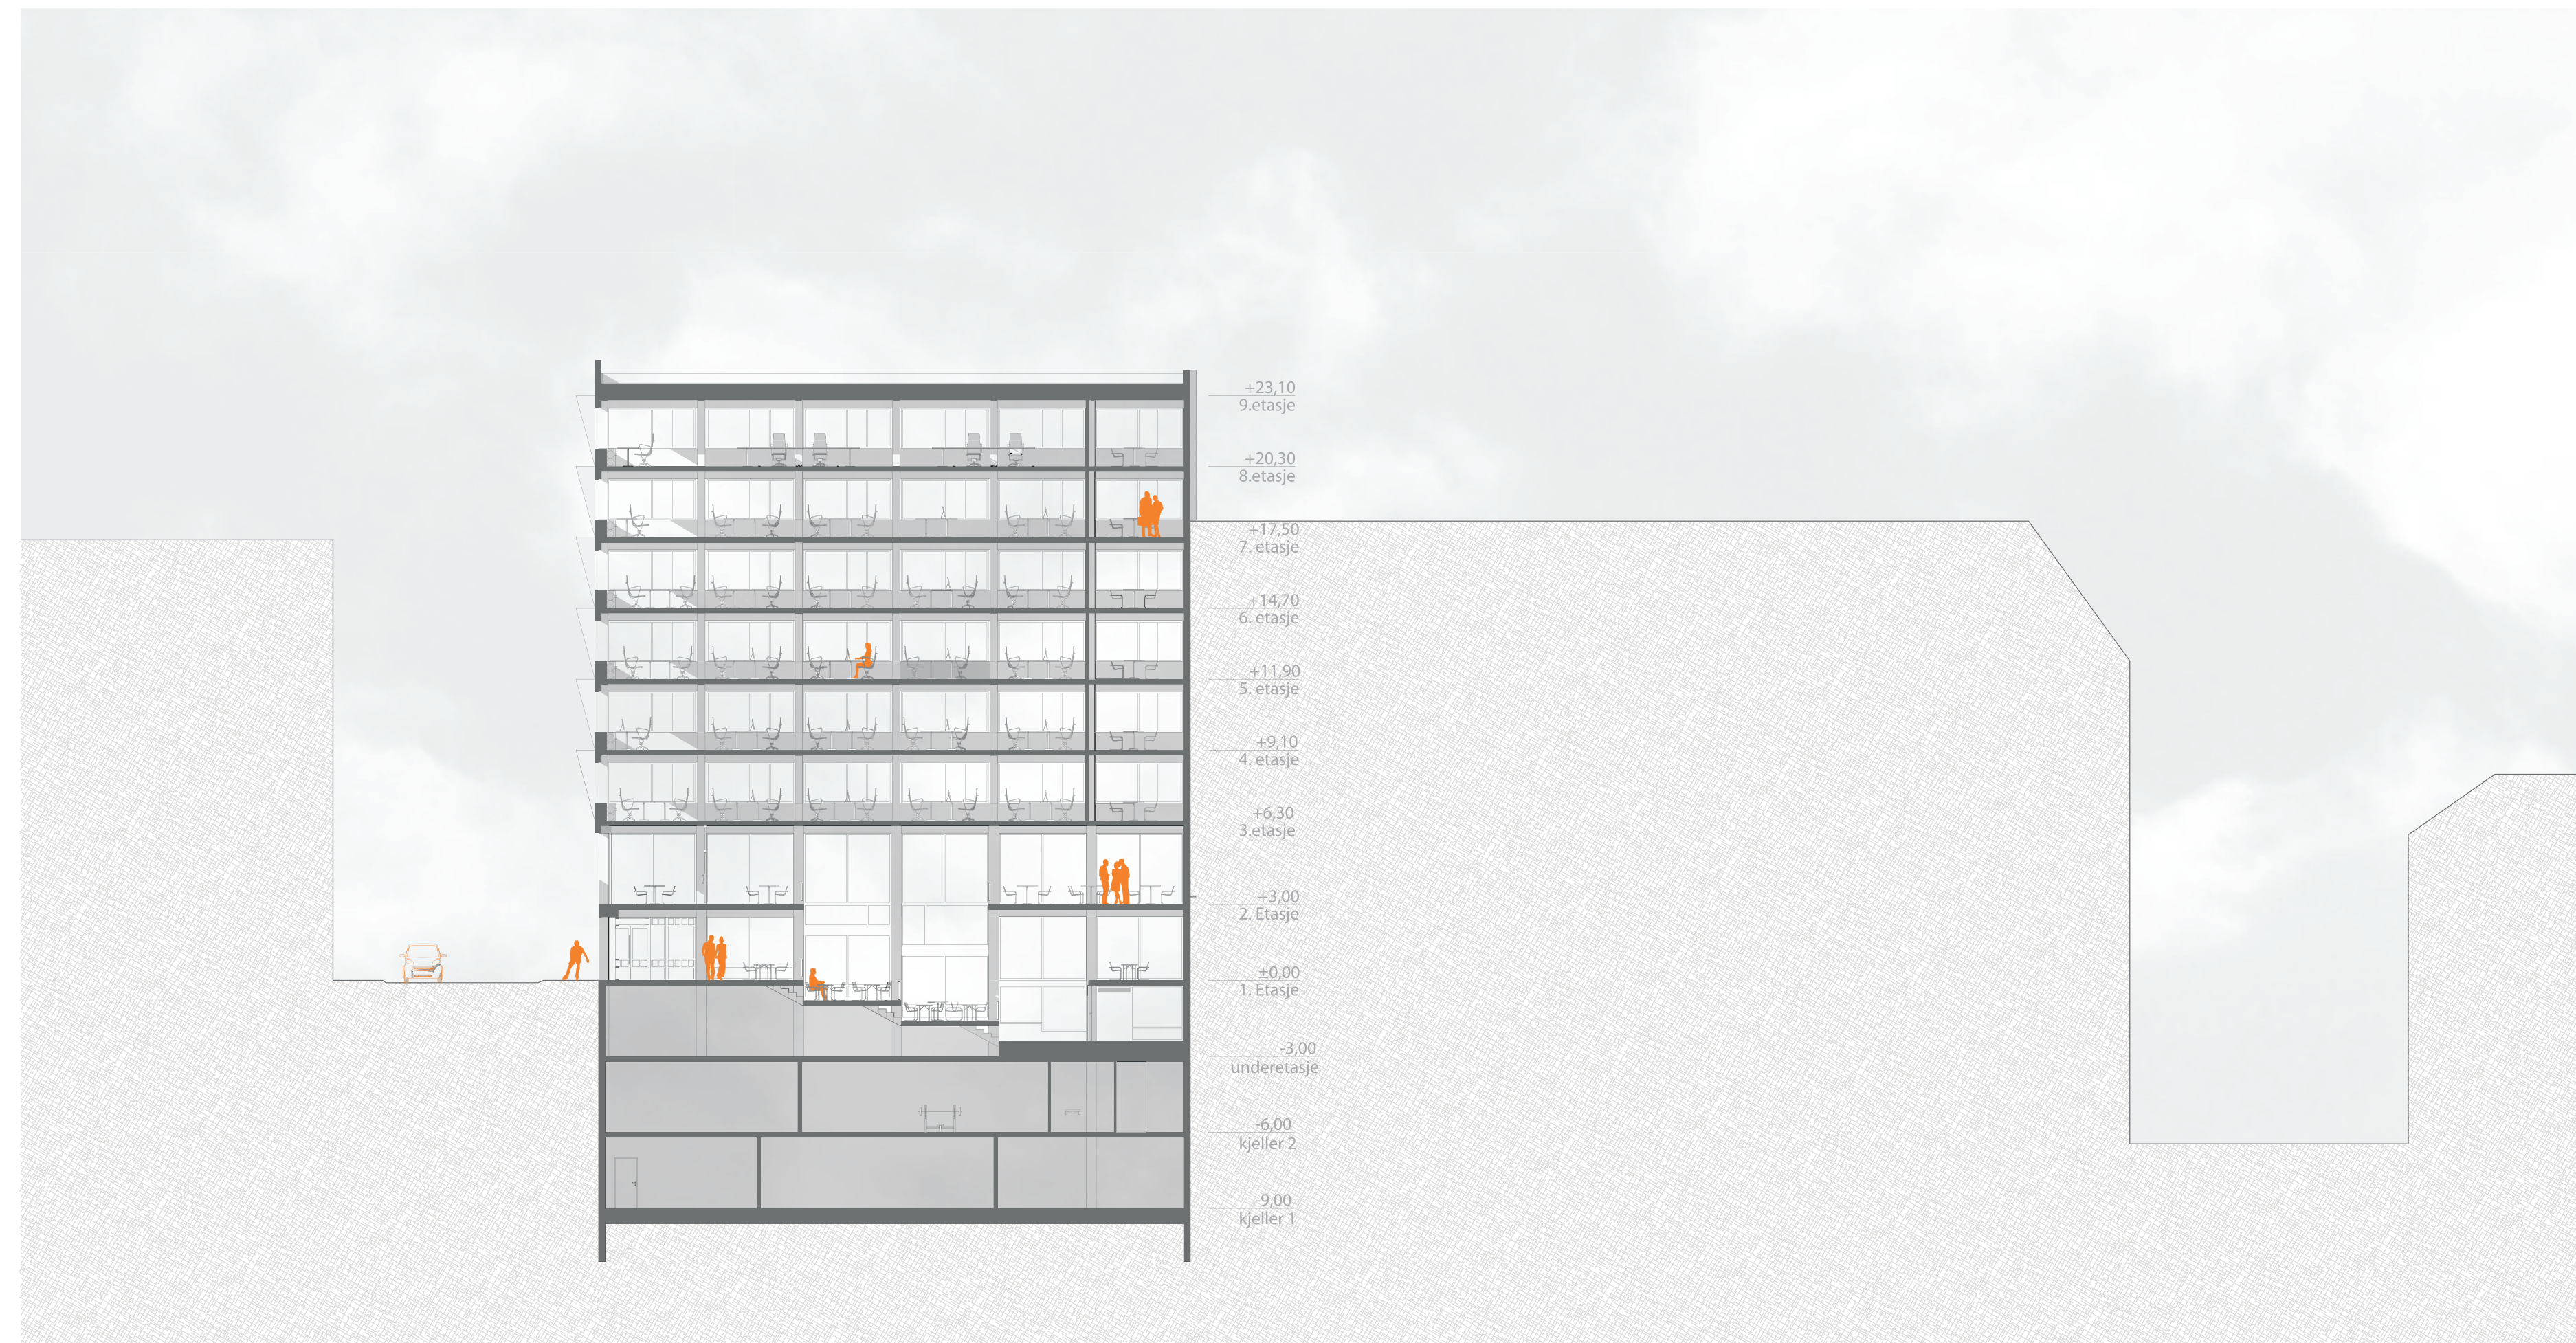 +23,10
9.etasje
+20,30
8.etasje
+17,50
7. etasje
+14,70
6. etasje
+11,90
5. etasje
+9,10
4. etasje
+6,30
3.etasje
+3,00
2. Etasje
±0,00
1. Etasje
-3,00
underetasje
-6,00
kjeller 2
-9,00
kjeller 1